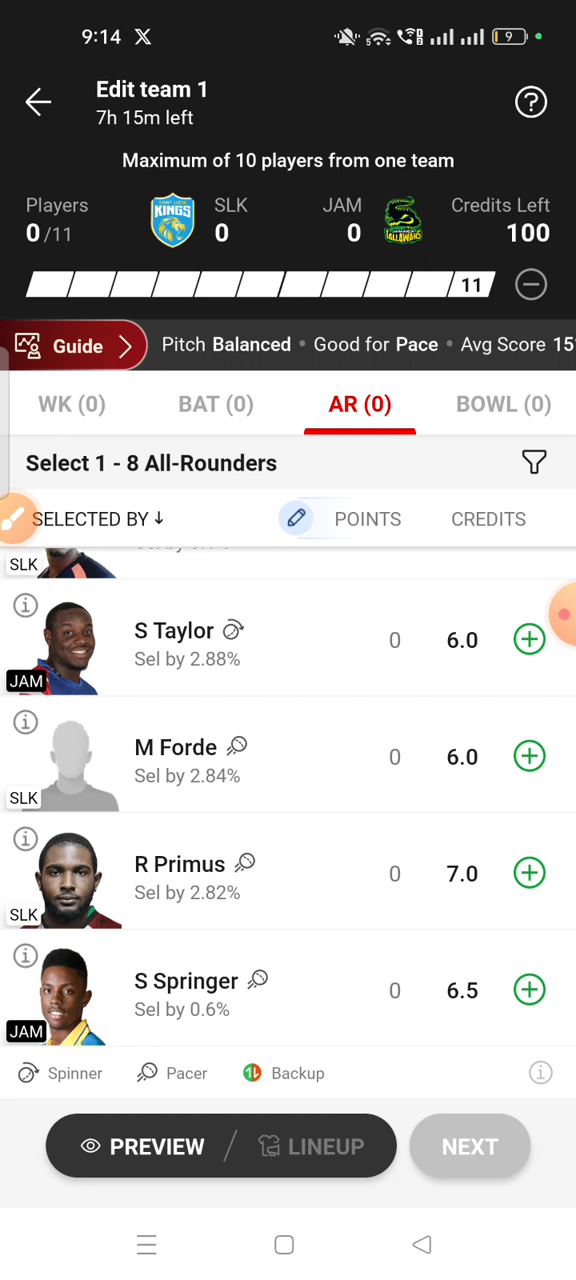 9:14 X 9
Edit team 1
7h 15m left
Maximum of 10 players from one team
Players SLK JAM Credits Left
0/11 KINGS 0 0 TALLAWAHS 100
11
Guide Pitch Balanced • Good for Pace • Avg Score 15
WK (0) BAT (0) AR (0) BOWL (0)
Select 1 - 8 All-Rounders
SELECTED BY ↓ POINTS CREDITS
SLK
S Taylor 0 6.0
Sel by 2.88%
JAM
M Forde 0 6.0
Sel by 2.84%
SLK
R Primus 0 7.0
Sel by 2.82%
SLK
S Springer 0 6.5
Sel by 0.6%
JAM
Spinner Pacer Backup
PREVIEW / LINEUP NEXT